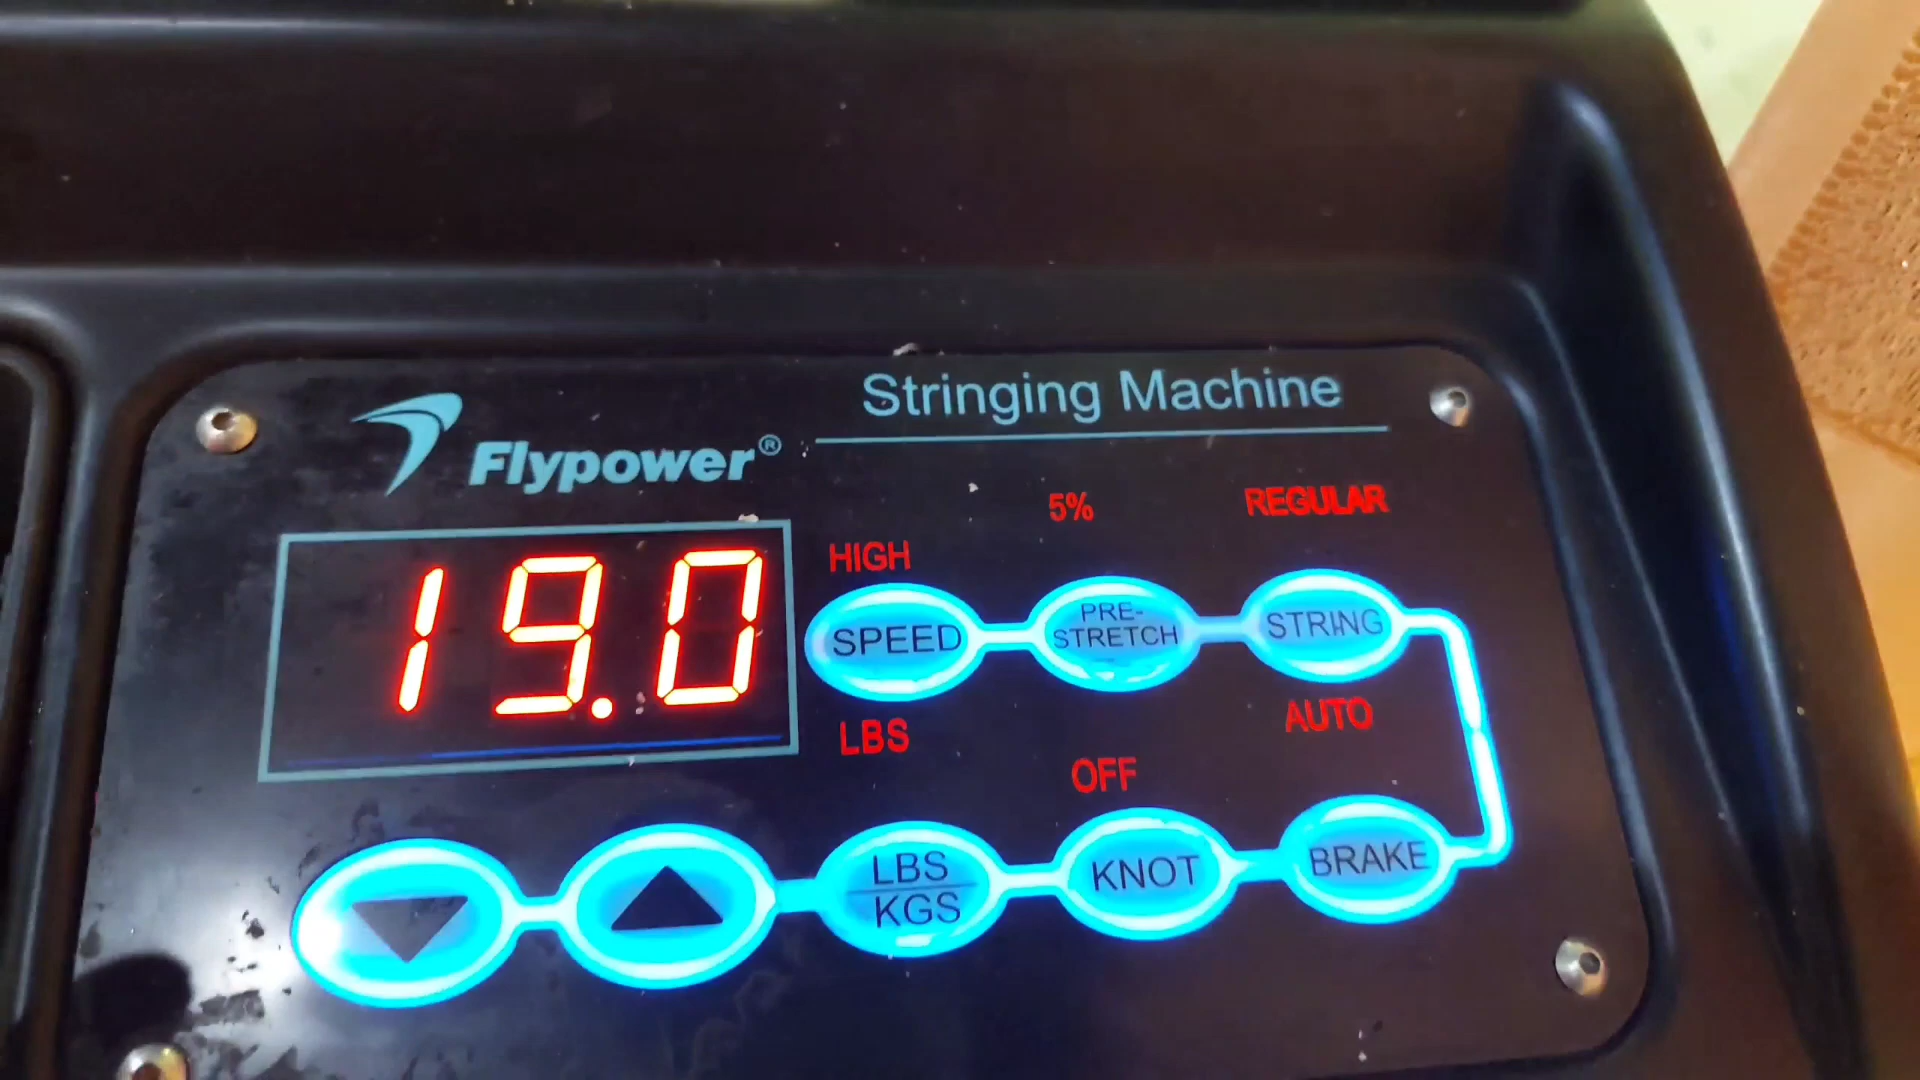 Stringing Machine
Flypower®
5%
REGULAR
HIGH
19.0
SPEED
PRE-
STRETCH
STRING
LBS
OFF
AUTO
LBS
KGS
KNOT
BRAKE